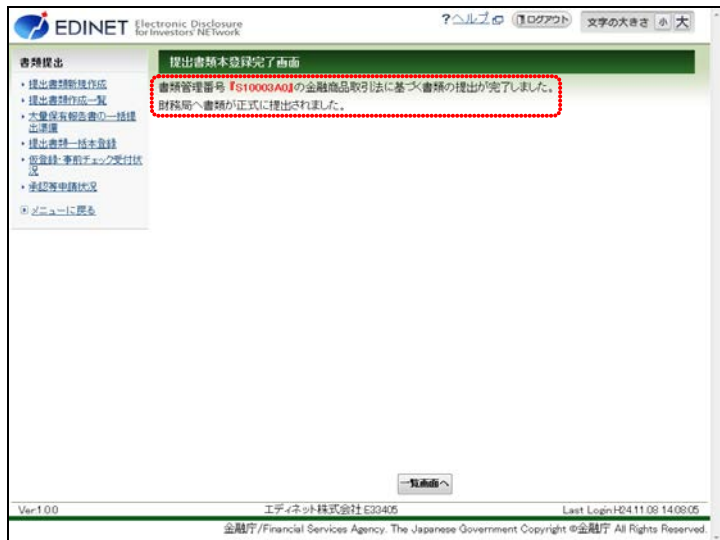 EDINET Electronic Disclosure
for Investors' NETwork
?ヘルプ ログアウト 文字の大きさ 小 大
書類提出
・提出書類新規作成
・提出書類作成一覧
・大量保有報告書の一括提
出準備
・提出書類一括本登録
・仮登録・事前チェック受付状
況
・承認等申請状況
メニューに戻る
提出書類本登録完了画面
書類管理番号『S10003A0』の金融商品取引法に基づく書類の提出が完了しました。
財務局へ書類が正式に提出されました。
一覧画面へ
Ver.1.00 エディネット株式会社 E33405 Last Login:H24.11.08 14:08:05
金融庁/Financial Services Agency. The Japanese Government Copyright ©金融庁 All Rights Reserved.